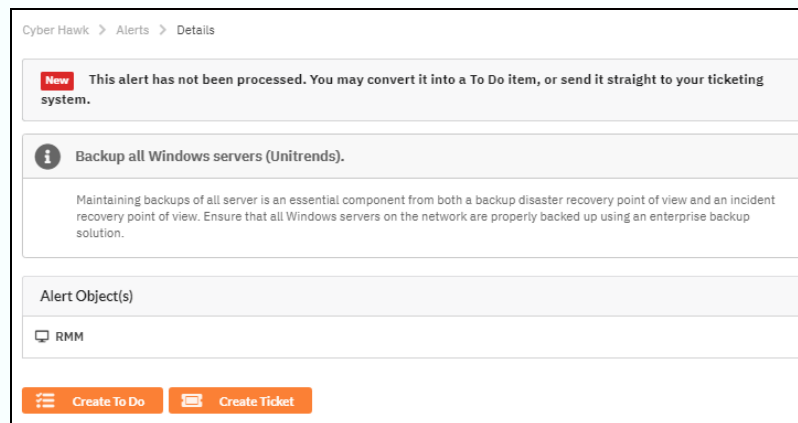 Cyber Hawk > Alerts > Details
New This alert has not been processed. You may convert it into a To Do item, or send it straight to your ticketing
system.
Backup all Windows servers (Unitrends).
Maintaining backups of all server is an essential component from both a backup disaster recovery point of view and an incident
recovery point of view. Ensure that all Windows servers on the network are properly backed up using an enterprise backup
solution.
Alert Object(s)
RMM
Create To Do Create Ticket